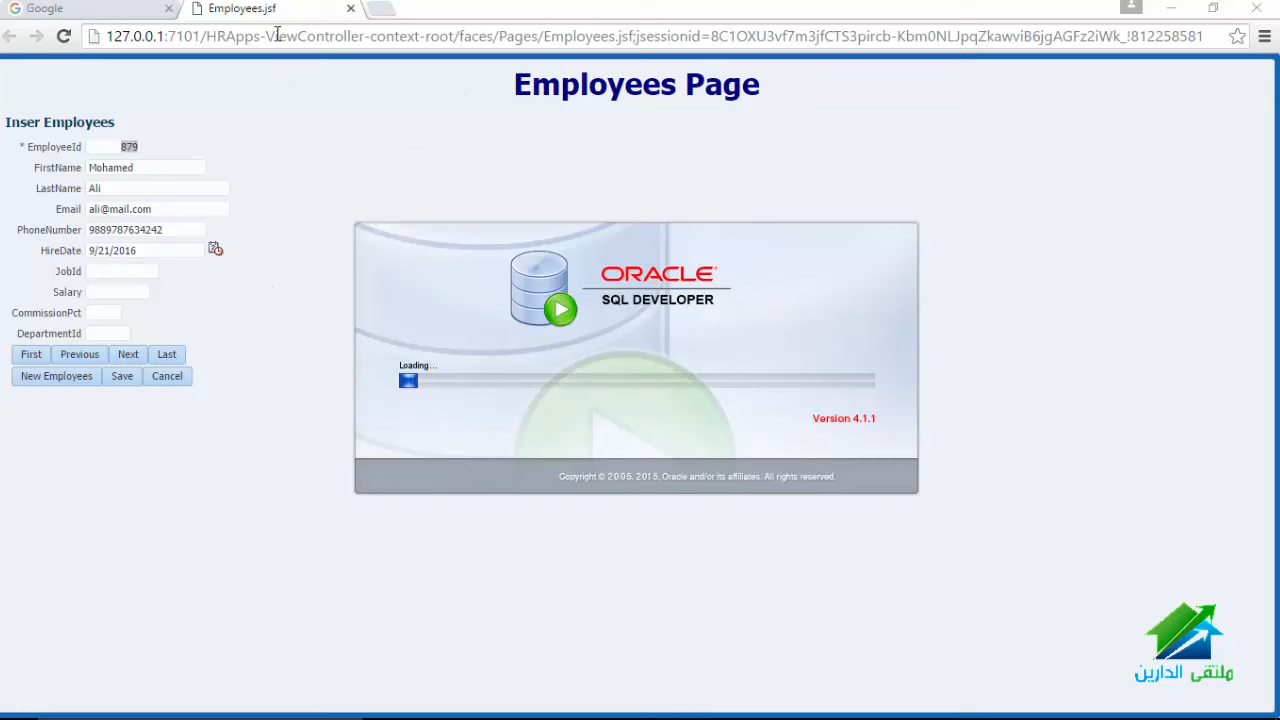 Google
Employees.jsf
127.0.0.1:7101/HRApps-ViewController-context-root/faces/Pages/Employees.jsf;jsessionid=8C1OXU3vf7m3jfCTS3pircb-Kbm0NLJpqZkawviB6jgAGFz2iWk_!812258581
Employees Page
Inser Employees
* EmployeeId 879
FirstName Mohamed
LastName Ali
Email ali@mail.com
PhoneNumber 9889787634242
HireDate 9/21/2016
JobId
Salary
CommissionPct
DepartmentId
First Previous Next Last
New Employees Save Cancel
ORACLE
SQL DEVELOPER
Loading...
Version 4.1.1
Copyright © 2005, 2015, Oracle and/or its affiliates. All rights reserved.
ملتقى الدارين